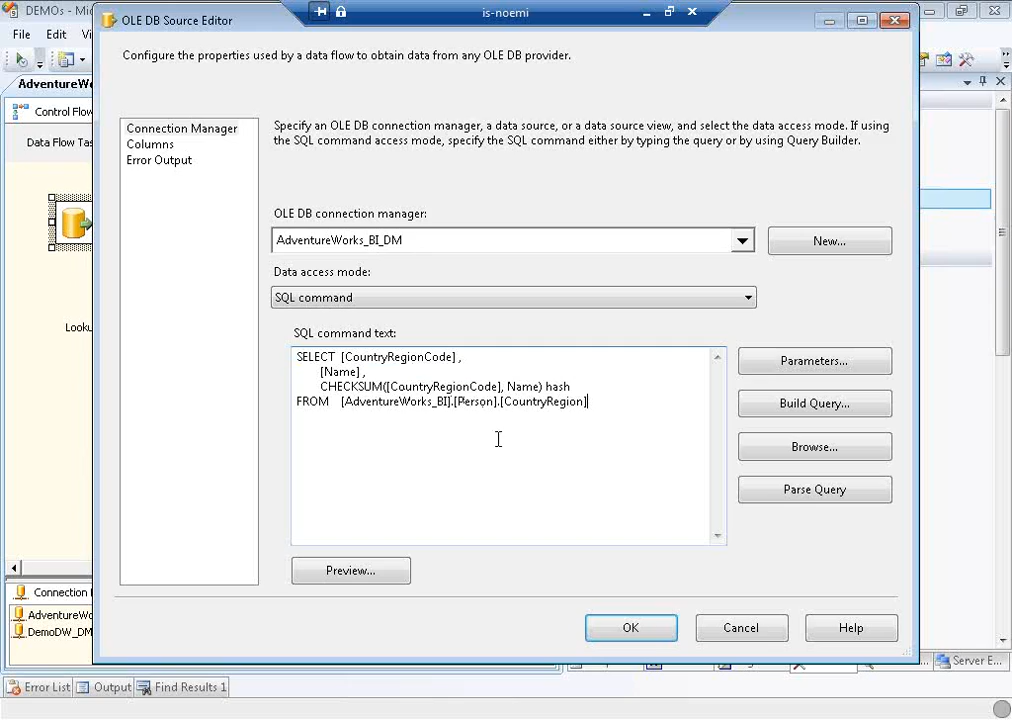 DEMOs - Mic
OLE DB Source Editor
is-noemi
File Edit Vi
AdventureWo
Control Flow
Data Flow Tas
Looku
Configure the properties used by a data flow to obtain data from any OLE DB provider.
Connection Manager
Columns
Error Output
Specify an OLE DB connection manager, a data source, or a data source view, and select the data access mode. If using
the SQL command access mode, specify the SQL command either by typing the query or by using Query Builder.
OLE DB connection manager:
AdventureWorks_BI_DM
New...
Data access mode:
SQL command
SQL command text:
SELECT [CountryRegionCode] ,
[Name] ,
CHECKSUM([CountryRegionCode], Name) hash
FROM [AdventureWorks_BI].[Person].[CountryRegion]
Parameters...
Build Query...
Browse...
Parse Query
Preview...
OK
Cancel
Help
Connection
AdventureWo
DemoDW_DM
Error List
Output
Find Results 1
Server E...